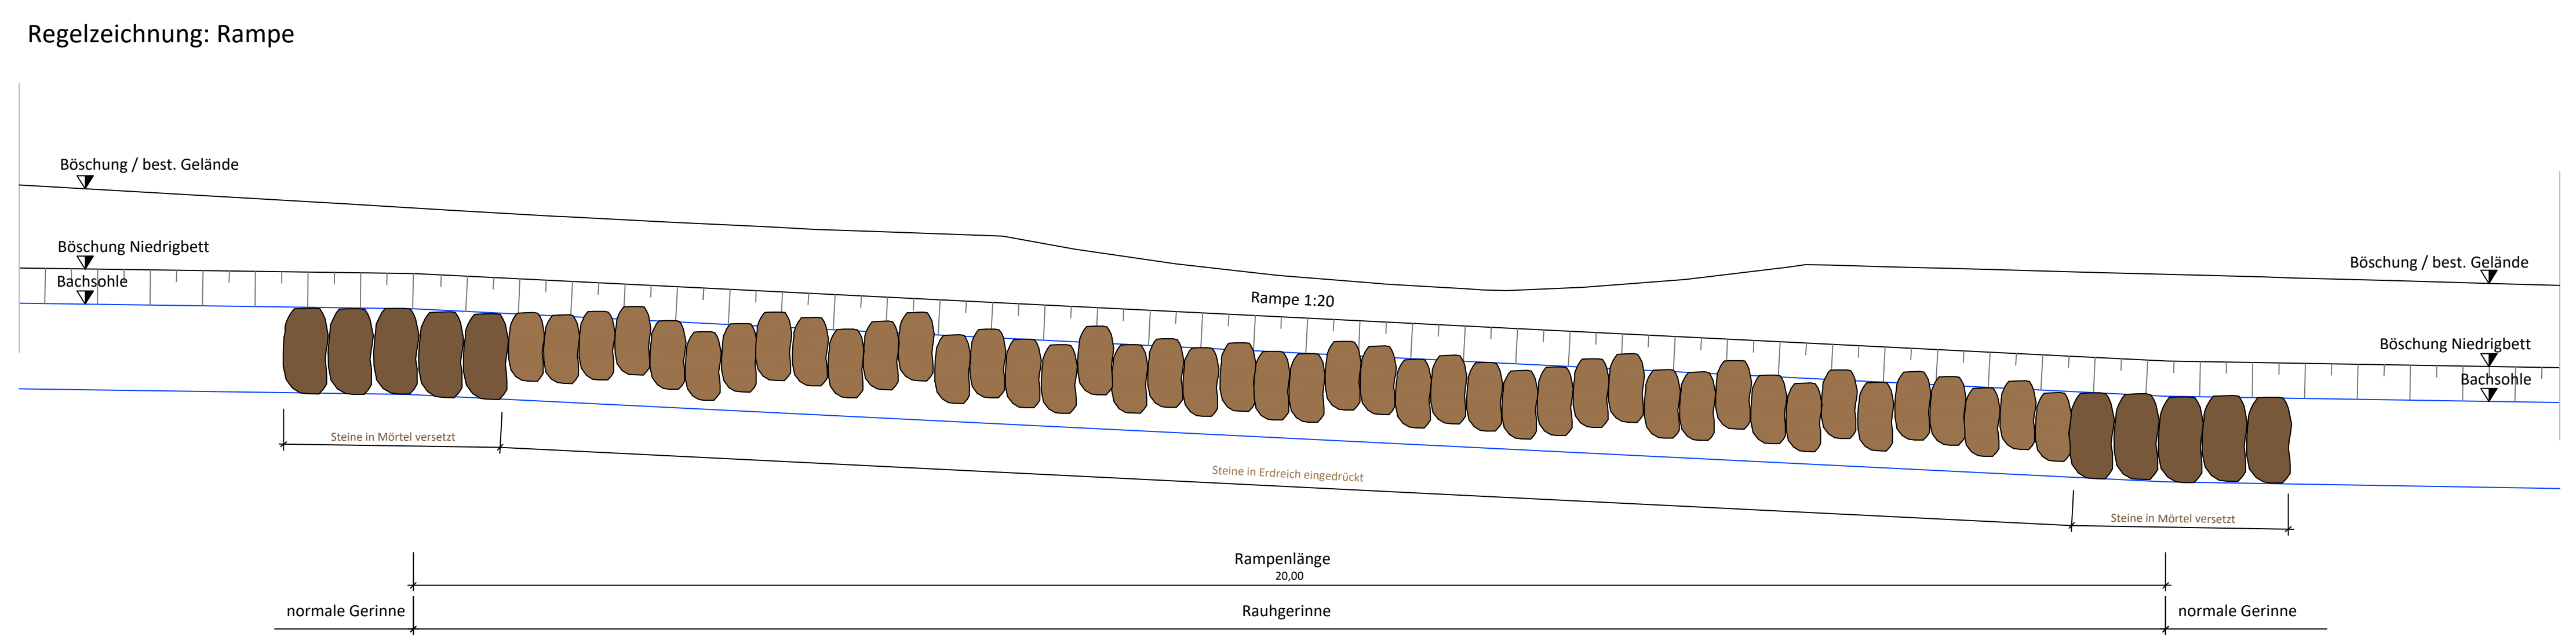 Regelzeichnung: Rampe
Böschung / best. Gelände
Böschung Niedrigbett
Bachsohle
Rampe 1:20
Böschung / best. Gelände
Böschung Niedrigbett
Bachsohle
Steine in Mörtel versetzt
Steine in Erdreich eingedrückt
Steine in Mörtel versetzt
Rampenlänge
20,00
normale Gerinne
Rauhgerinne
normale Gerinne